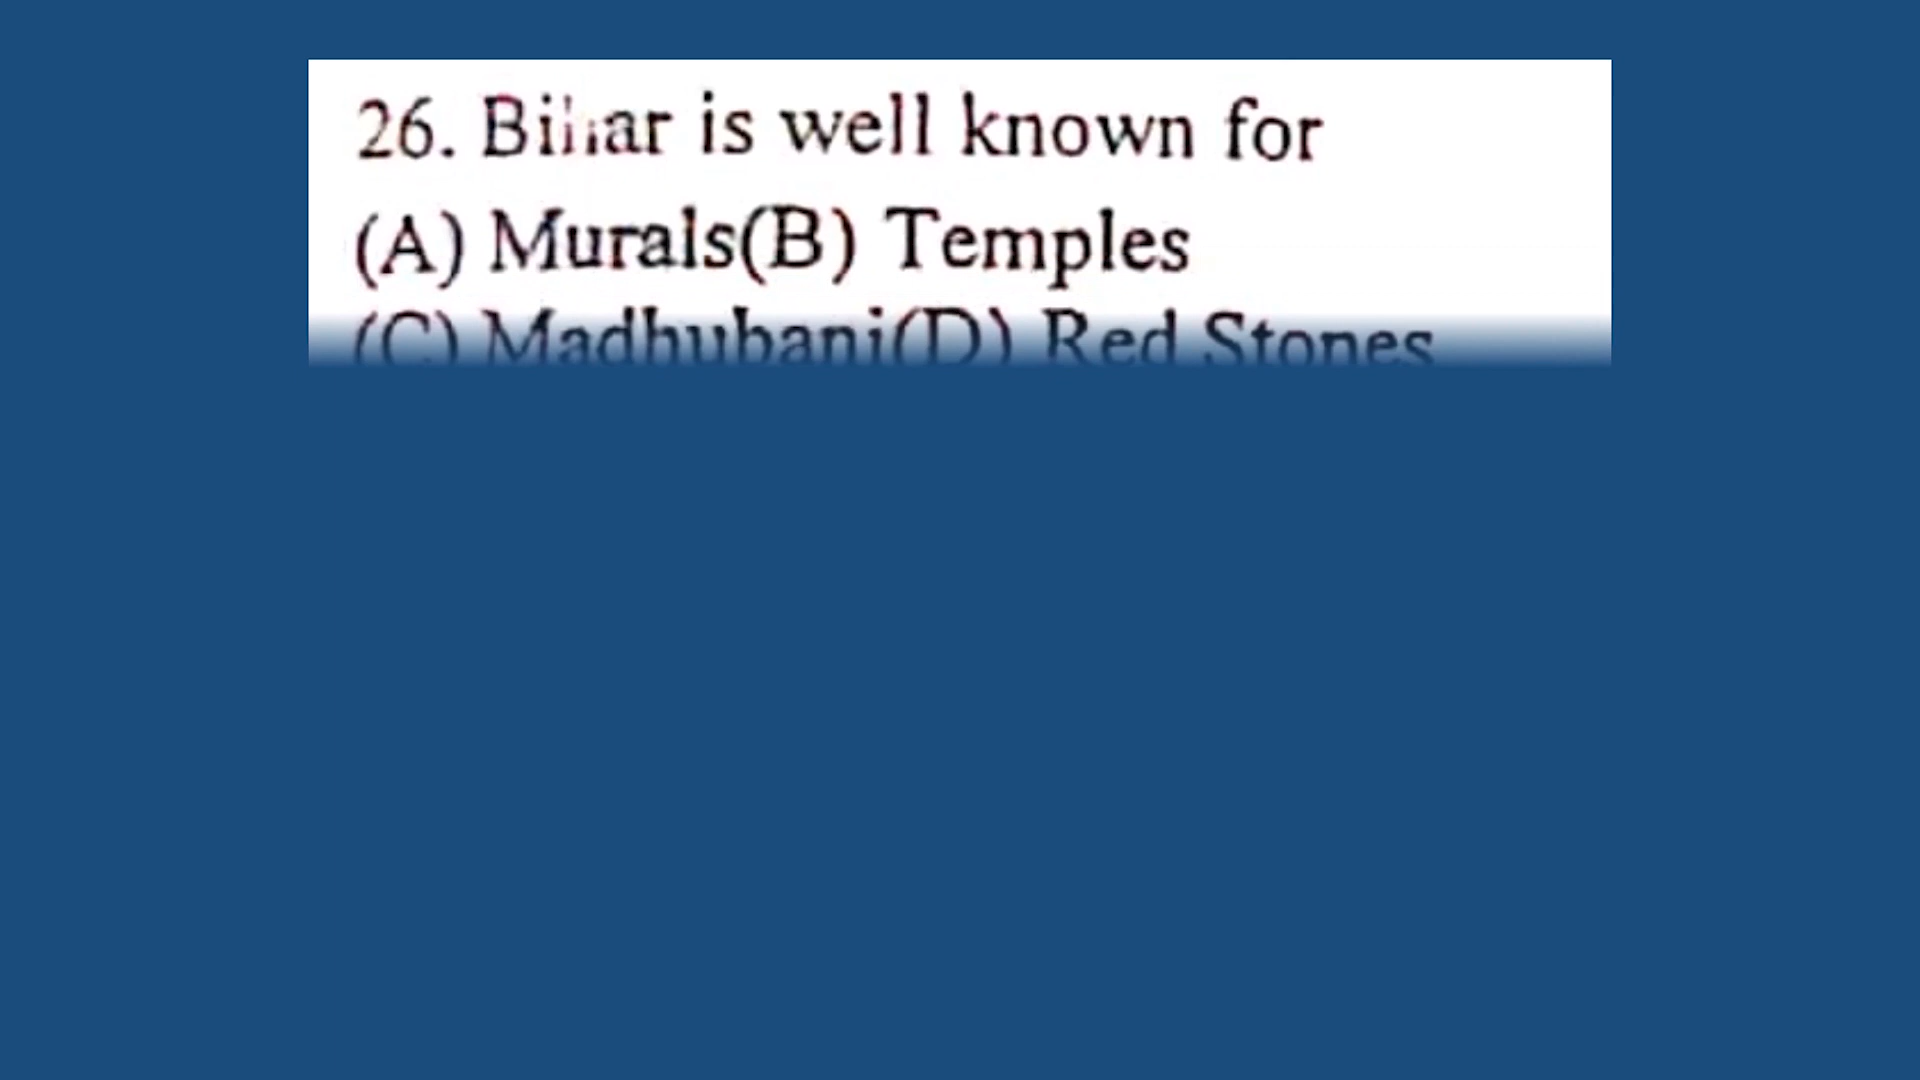 26. Bihar is well known for
(A) Murals(B) Temples
(C) Madhubani(D) Red Stones